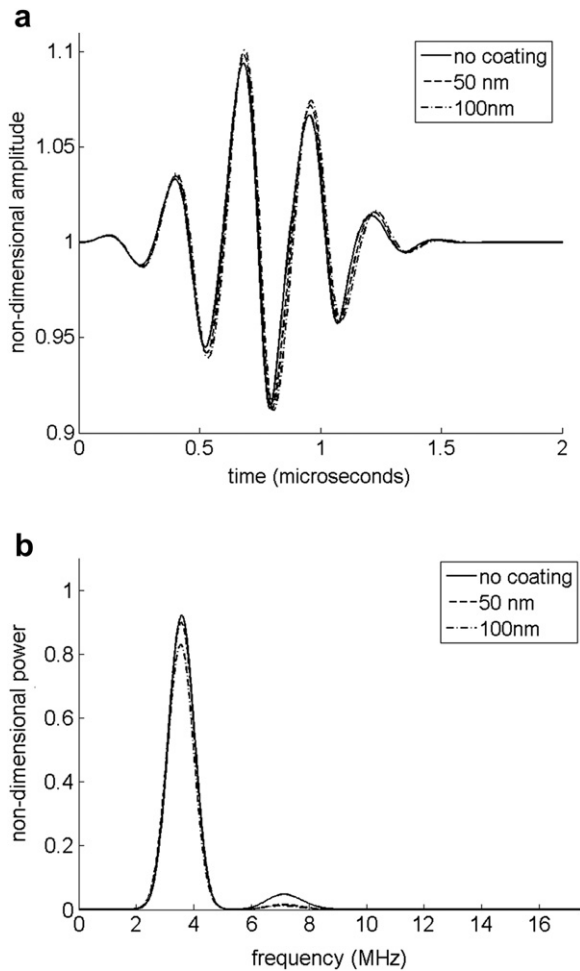 a
1.1
1.05
1
0.95
0.9
non-dimensional amplitude
no coating
50 nm
100nm
0 0.5 1 1.5 2
time (microseconds)
b
1
0.8
0.6
0.4
0.2
0
non-dimensional power
no coating
50 nm
100nm
0 2 4 6 8 10 12 14 16
frequency (MHz)